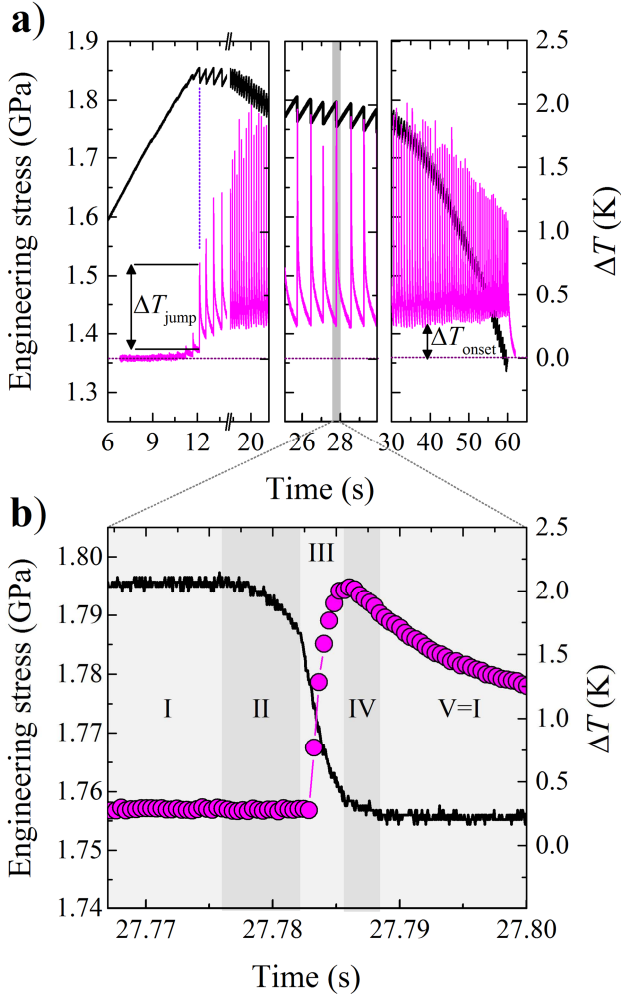 a)
Engineering stress (GPa)
1.9
1.8
1.7
1.6
1.5
1.4
1.3
ΔTjump
ΔTonset
2.5
2.0
1.5
1.0
0.5
0.0
ΔT (K)
6 9 12 20 26 28 30 40 50 60
Time (s)
b)
Engineering stress (GPa)
1.80
1.79
1.78
1.77
1.76
1.75
1.74
III
I II IV V=I
2.5
2.0
1.5
1.0
0.5
0.0
ΔT (K)
27.77 27.78 27.79 27.80
Time (s)